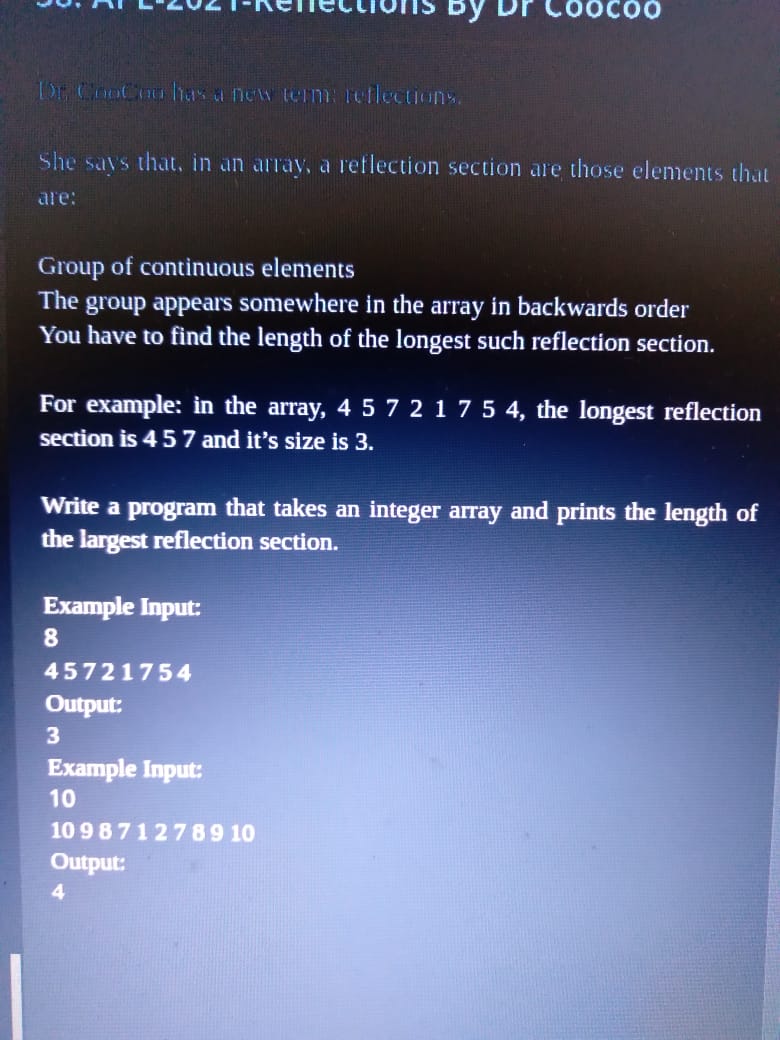 By Dr Coocoo
Dr. CooCoo has a new term: reflections.
She says that, in an array, a reflection section are those elements that
are:
Group of continuous elements
The group appears somewhere in the array in backwards order
You have to find the length of the longest such reflection section.
For example: in the array, 4 5 7 2 1 7 5 4, the longest reflection
section is 4 5 7 and it’s size is 3.
Write a program that takes an integer array and prints the length of
the largest reflection section.
Example Input:
8
4 5 7 2 1 7 5 4
Output:
3
Example Input:
10
10 9 8 7 1 2 7 8 9 10
Output:
4